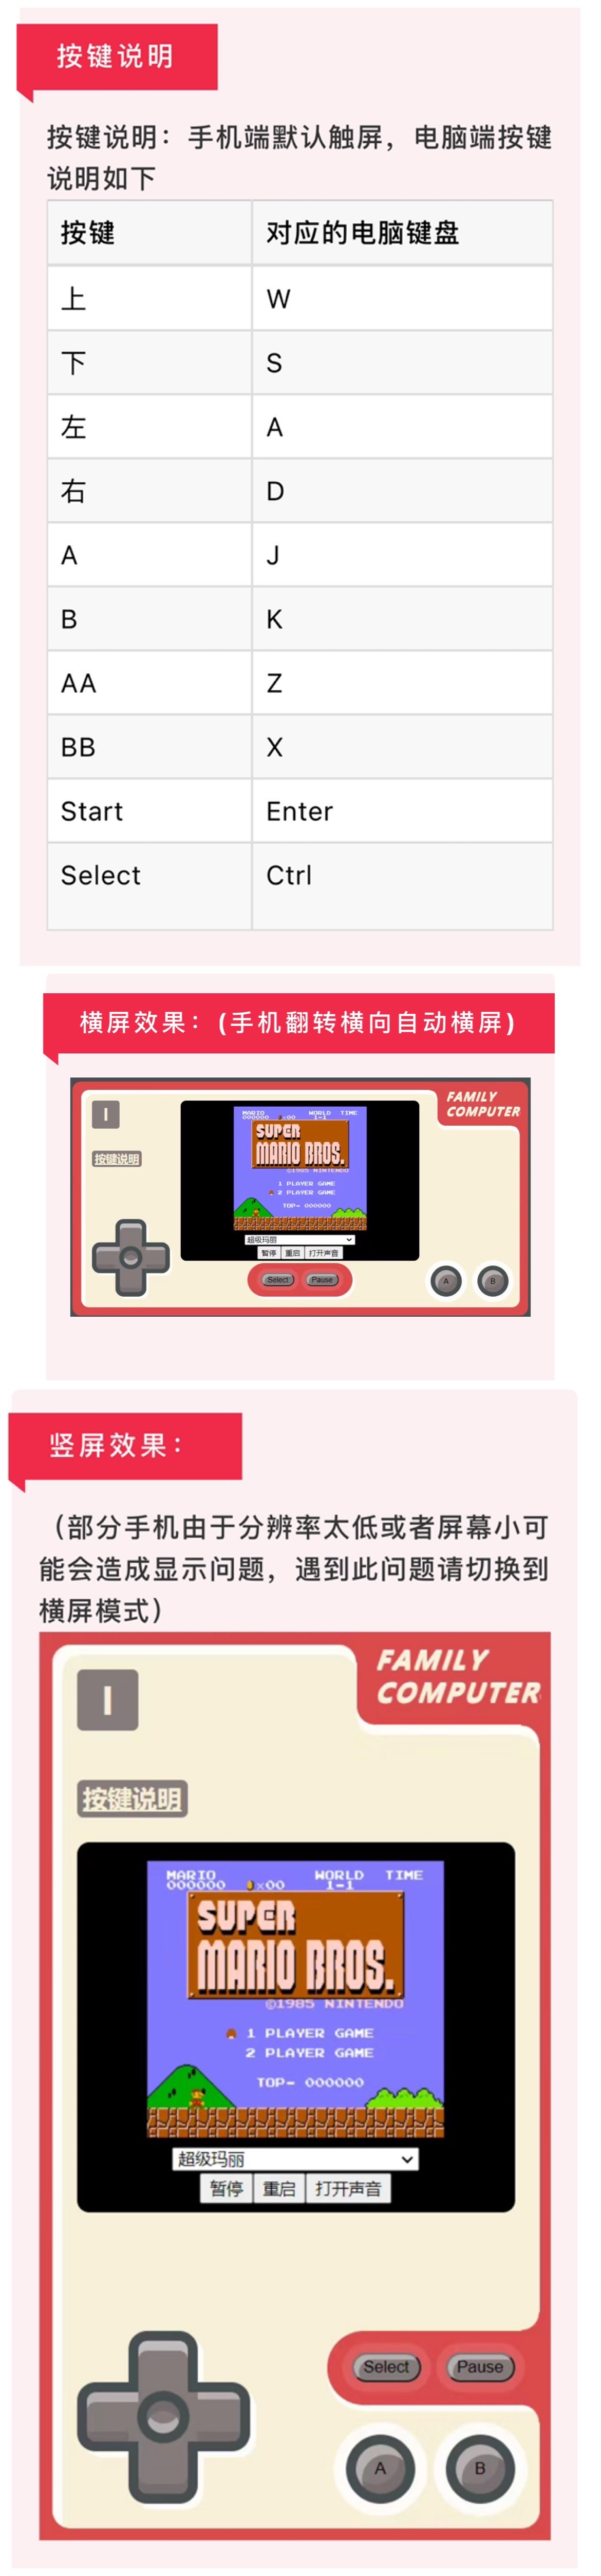 按键说明
按键说明：手机端默认触屏，电脑端按键
说明如下
按键 对应的电脑键盘
上 W
下 S
左 A
右 D
A J
B K
AA Z
BB X
Start Enter
Select Ctrl
横屏效果：(手机翻转横向自动横屏)
FAMILY
COMPUTER
I
按键说明
MARIO WORLD TIME
000000 ×00 1-1
SUPER
MARIO BROS.
©1985 NINTENDO
1 PLAYER GAME
2 PLAYER GAME
TOP- 000000
超级玛丽
暂停 重启 打开声音
Select Pause
A B
竖屏效果：
（部分手机由于分辨率太低或者屏幕小可
能会造成显示问题，遇到此问题请切换到
横屏模式）
FAMILY
COMPUTER
I
按键说明
MARIO WORLD TIME
000000 ×00 1-1
SUPER
MARIO BROS.
©1985 NINTENDO
1 PLAYER GAME
2 PLAYER GAME
TOP- 000000
超级玛丽
暂停 重启 打开声音
Select Pause
A B